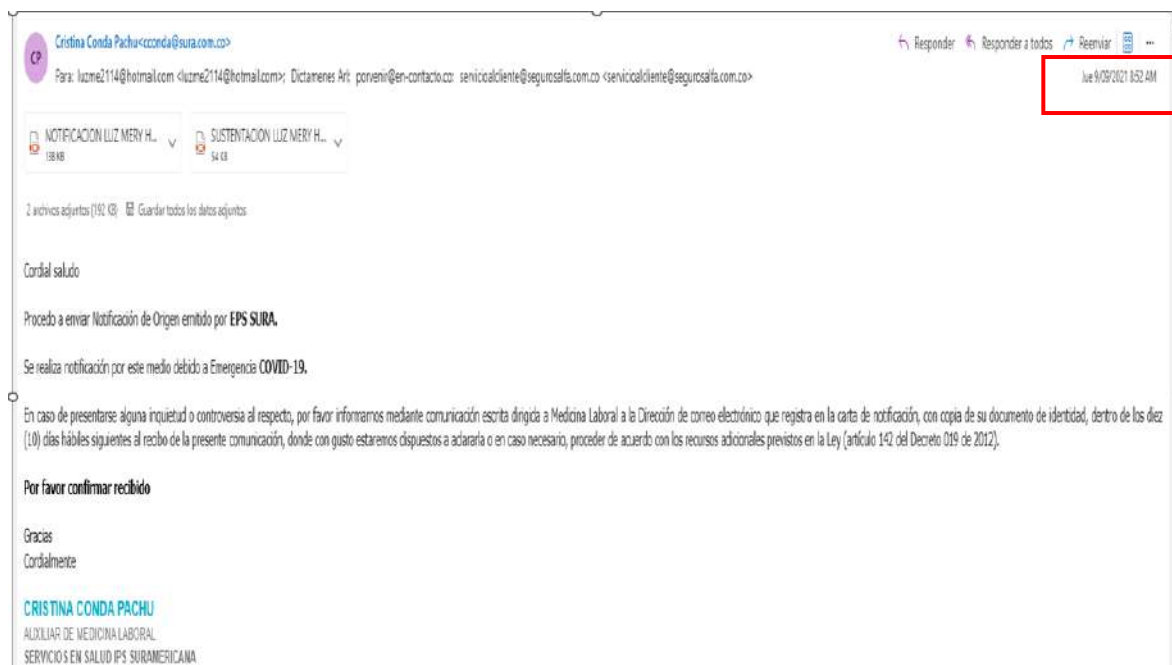 CP
Cristina Conda Pachu<cconda@sura.com.co>
Responder Responder a todos Reenviar ...
Para: luzme2114@hotmail.com <luzme2114@hotmail.com>; Dictamenes Arl; porvenir@en-contacto.co; servicioalcliente@segurosalfa.com.co <servicioalcliente@segurosalfa.com.co>
Jue 9/09/2021 8:52 AM
NOTIFICACION LUZ MERY H...
138 KB
SUSTENTACION LUZ MERY H...
54 KB
2 archivos adjuntos (192 KB) Guardar todos los datos adjuntos
Cordial saludo
Procedo a enviar Notificación de Origen emitido por EPS SURA.
Se realiza notificación por este medio debido a Emergencia COVID-19.
En caso de presentarse alguna inquietud o controversia al respecto, por favor informarnos mediante comunicación escrita dirigida a Medicina Laboral a la Dirección de correo electrónico que registra en la carta de notificación, con copia de su documento de identidad, dentro de los diez
(10) días hábiles siguientes al recibo de la presente comunicación, donde con gusto estaremos dispuestos a aclararla o en caso necesario, proceder de acuerdo con los recursos adicionales previstos en la Ley (artículo 142 del Decreto 019 de 2012).
Por favor confirmar recibido
Gracias
Cordialmente
CRISTINA CONDA PACHU
AUXILIAR DE MEDICINA LABORAL
SERVICIOS EN SALUD IPS SURAMERICANA